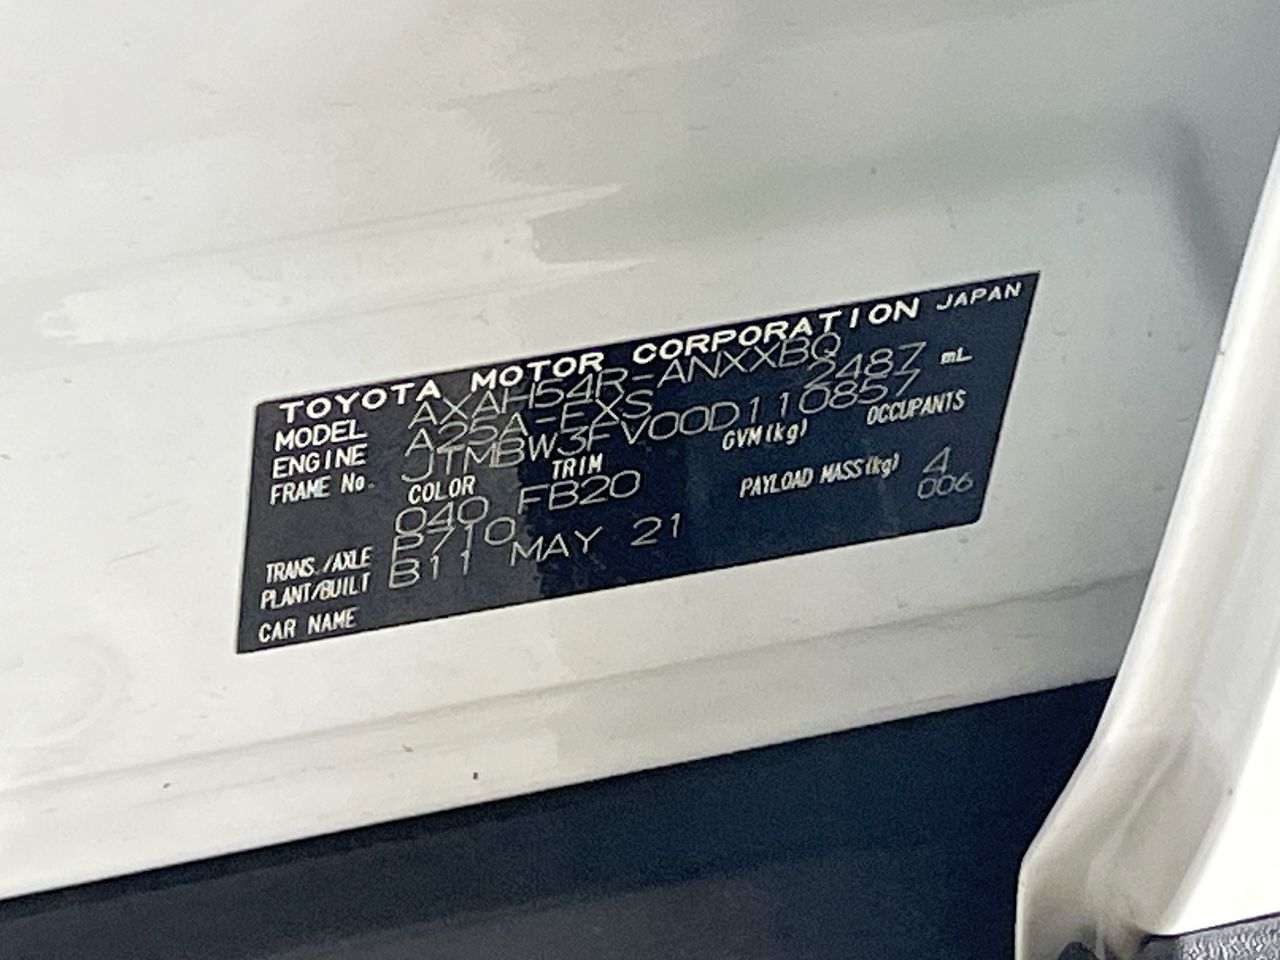 TOYOTA MOTOR CORPORATION JAPAN
MODEL AXAH54R-ANXXBQ
ENGINE A25A-FXS 2487 mL
FRAME No. JTMBW3FV00D110857
COLOR TRIM GVM(kg) OCCUPANTS
040 FB20 PAYLOAD MASS(kg) 4
TRANS./AXLE P710 006
PLANT/BUILT B11 MAY 21
CAR NAME